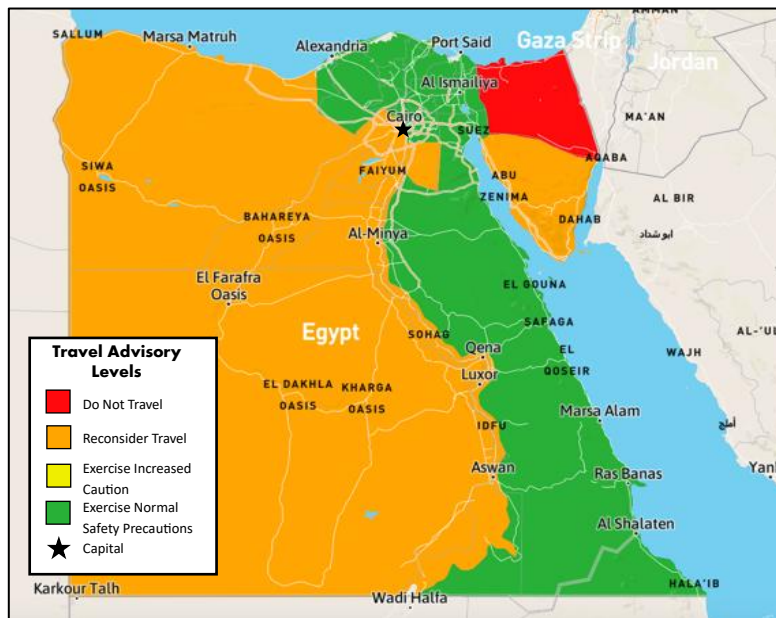 AMMAN
SALLUM
Marsa Matruh
Alexandria
Port Said
Gaza Strip
Jordan
Al Ismailiya
Cairo
MA'AN
SUEZ
SIWA
OASIS
FAIYUM
ABU
ZENIMA
AQABA
AL BIR
DAHAB
BAHAREYA
OASIS
Al-Minya
ابو شداد
El Farafra
Oasis
EL GOUNA
Egypt
SOHAG
SAFAGA
AL-'UL
Qena
EL
QOSEIR
WAJH
Luxor
EL DAKHLA
OASIS
KHARGA
OASIS
Marsa Alam
أملج
IDFU
Aswan
Ras Banas
Yanb
Al Shalaten
HALA'IB
Karkour Talh
Wadi Halfa
Travel Advisory
Levels
Do Not Travel
Reconsider Travel
Exercise Increased
Caution
Exercise Normal
Safety Precautions
Capital